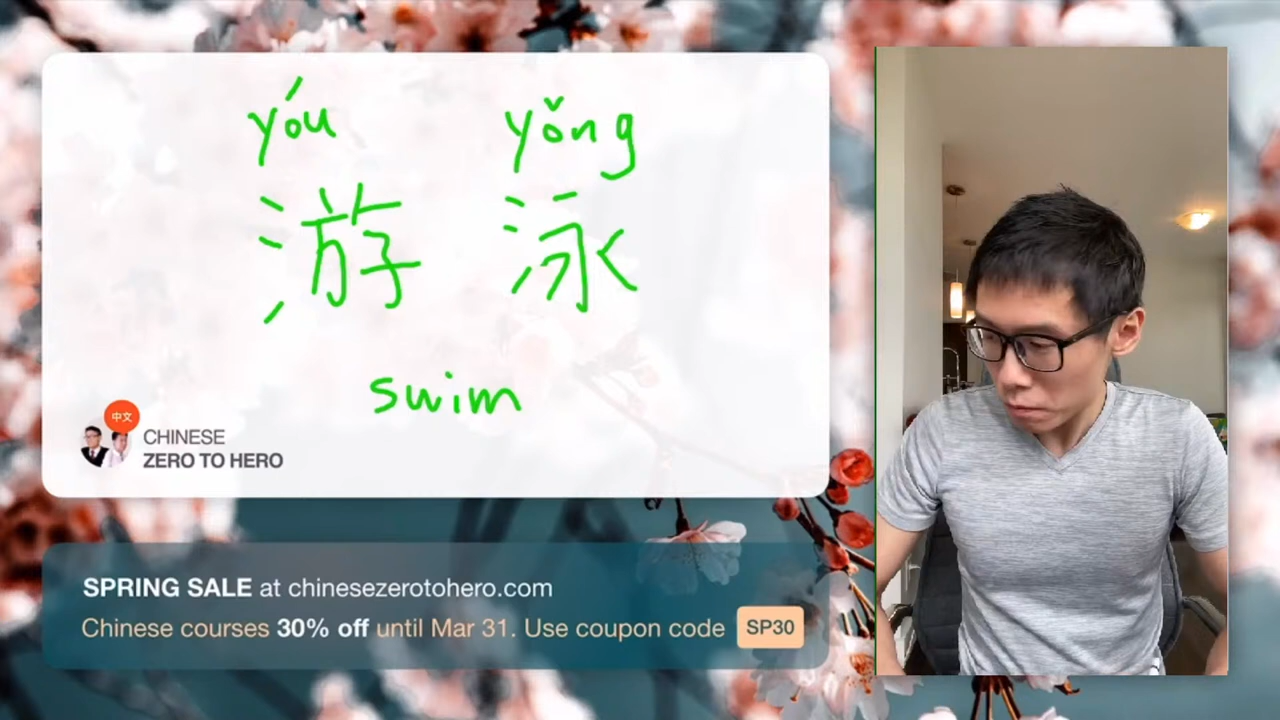 yóu yǒng
游泳
swim
中文
CHINESE
ZERO TO HERO
SPRING SALE at chinesezerotohero.com
Chinese courses 30% off until Mar 31. Use coupon code SP30